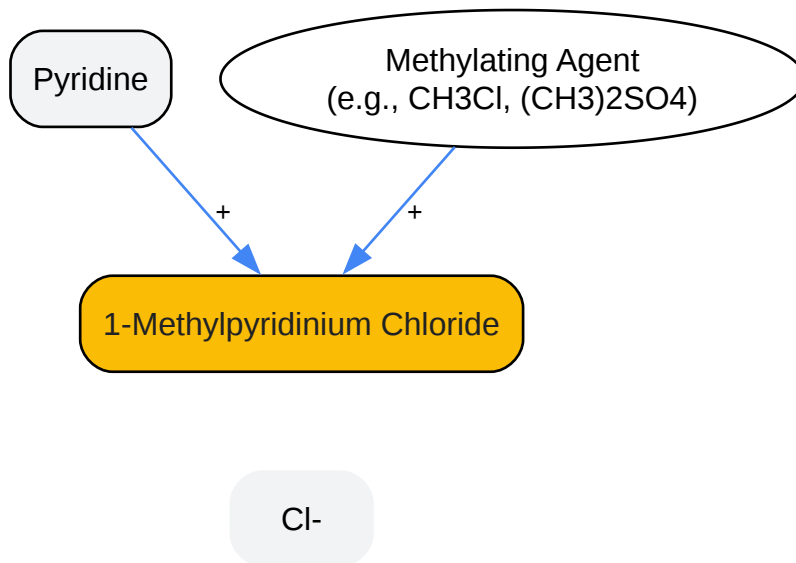 Pyridine
Methylating Agent
(e.g., CH3Cl, (CH3)2SO4)
+
+
1-Methylpyridinium Chloride
Cl-